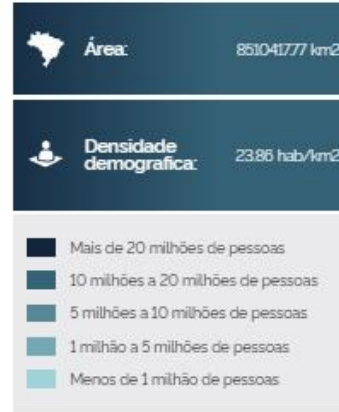 Área: 851041777 km2
Densidade
demografica: 23.86 hab/km2
Mais de 20 milhões de pessoas
10 milhões a 20 milhões de pessoas
5 milhões a 10 milhões de pessoas
1 milhão a 5 milhões de pessoas
Menos de 1 milhão de pessoas